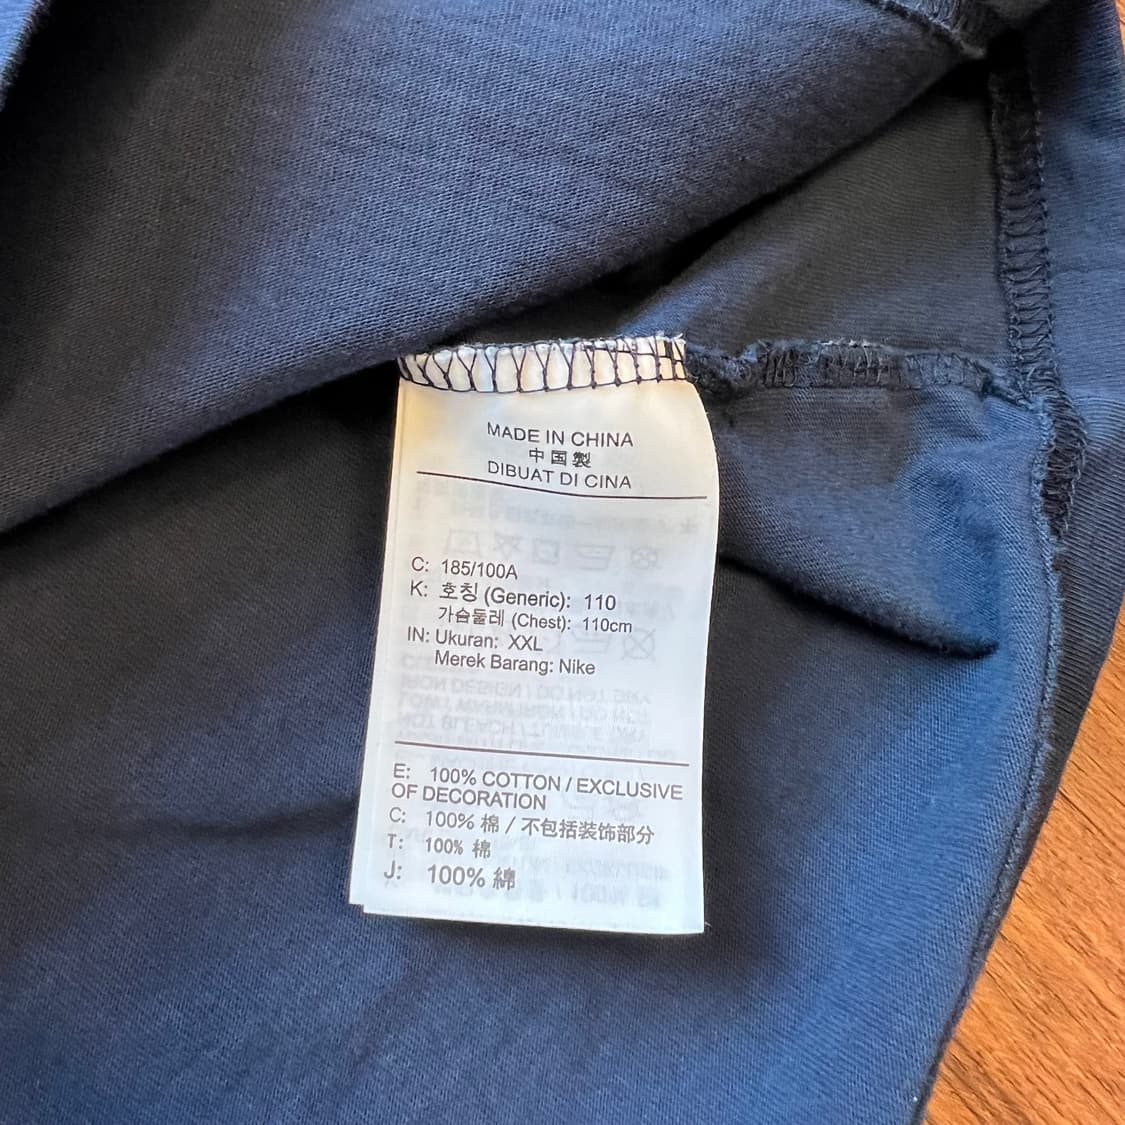 MADE IN CHINA
中国製
DIBUAT DI CINA
C: 185/100A
K: 호칭 (Generic): 110
가슴둘레 (Chest): 110cm
IN: Ukuran: XXL
Merek Barang: Nike
E: 100% COTTON / EXCLUSIVE
OF DECORATION
C: 100% 棉 / 不包括装饰部分
T: 100% 棉
J: 100% 綿